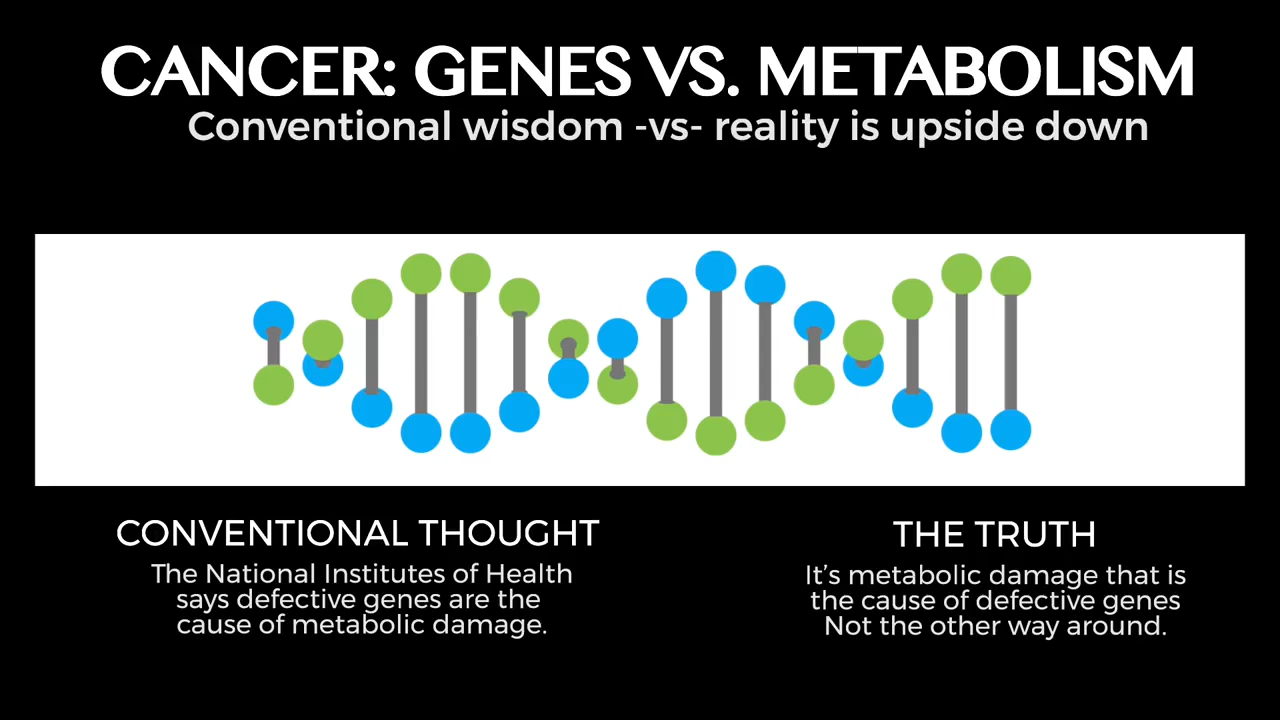 CANCER: GENES VS. METABOLISM
Conventional wisdom -vs- reality is upside down
CONVENTIONAL THOUGHT
The National Institutes of Health
says defective genes are the
cause of metabolic damage.
THE TRUTH
It’s metabolic damage that is
the cause of defective genes
Not the other way around.